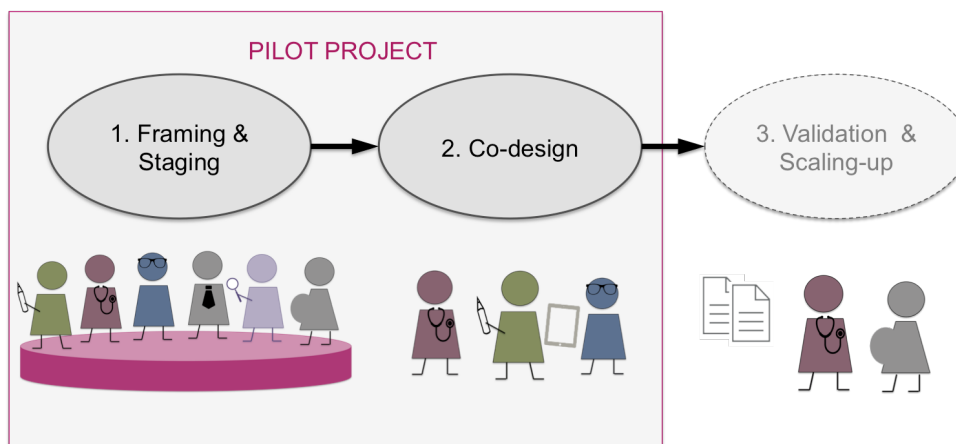 PILOT PROJECT
1. Framing &
Staging
2. Co-design
3. Validation &
Scaling-up